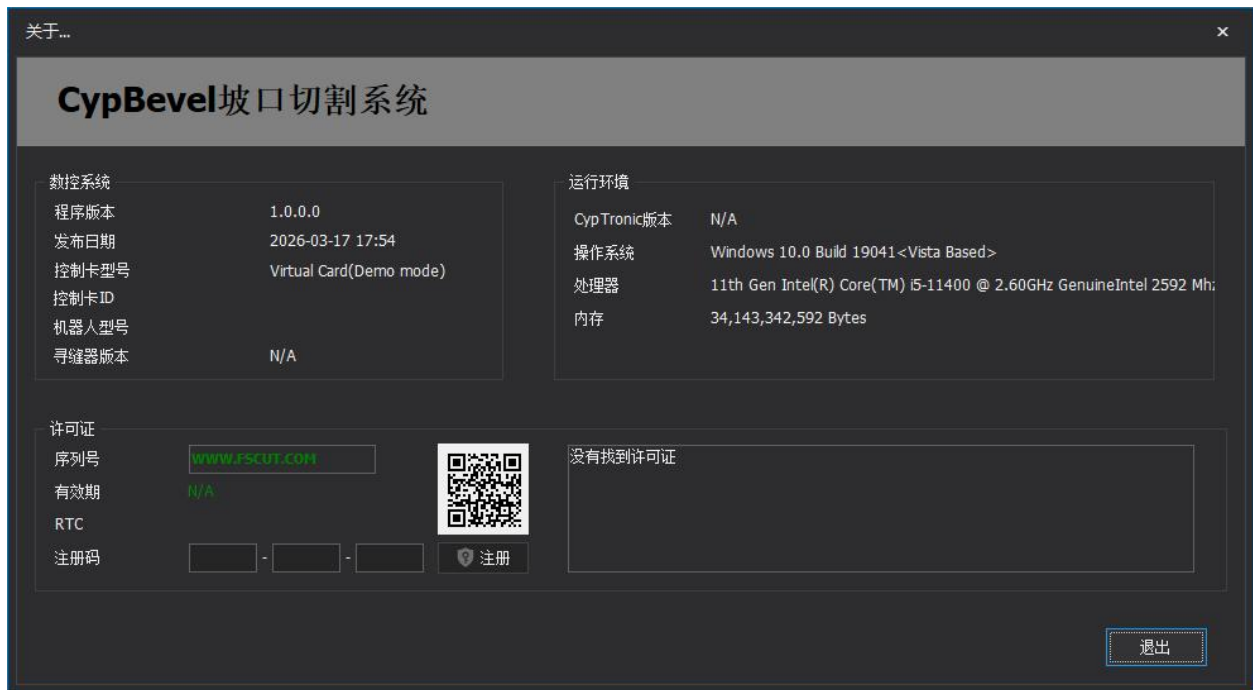 关于...
×
CypBevel坡口切割系统
数控系统
程序版本 1.0.0.0
发布日期 2026-03-17 17:54
控制卡型号 Virtual Card(Demo mode)
控制卡ID
机器人型号
寻缝器版本 N/A
运行环境
CypTronic版本 N/A
操作系统 Windows 10.0 Build 19041<Vista Based>
处理器 11th Gen Intel(R) Core(TM) i5-11400 @ 2.60GHz GenuineIntel 2592 Mh
内存 34,143,342,592 Bytes
许可证
序列号 WWW.FSCUT.COM
有效期 N/A
RTC
注册码 - - 注册
没有找到许可证
退出